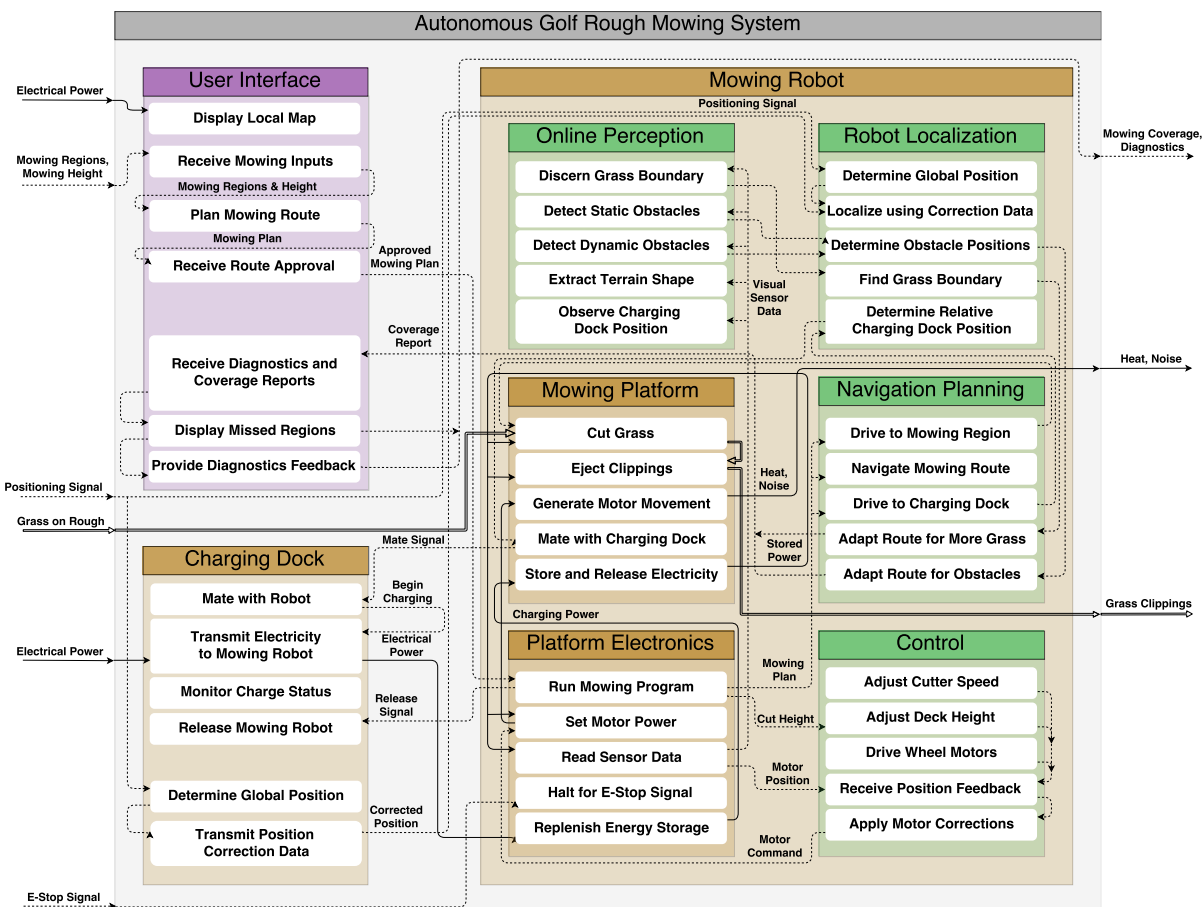 Autonomous Golf Rough Mowing System
User Interface
Electrical Power
Display Local Map
Mowing Regions,
Mowing Height
Receive Mowing Inputs
Mowing Regions & Height
Plan Mowing Route
Mowing Plan
Receive Route Approval
Approved
Mowing Plan
Coverage
Report
Receive Diagnostics and
Coverage Reports
Display Missed Regions
Provide Diagnostics Feedback
Positioning Signal
Grass on Rough
Charging Dock
Mate Signal
Mate with Robot
Begin
Charging
Transmit Electricity
to Mowing Robot
Electrical Power
Electrical
Power
Monitor Charge Status
Release Mowing Robot
Release
Signal
Determine Global Position
Transmit Position
Correction Data
Corrected
Position
E-Stop Signal
Mowing Robot
Positioning Signal
Online Perception
Discern Grass Boundary
Detect Static Obstacles
Detect Dynamic Obstacles
Extract Terrain Shape
Observe Charging
Dock Position
Visual
Sensor
Data
Robot Localization
Determine Global Position
Localize using Correction Data
Determine Obstacle Positions
Find Grass Boundary
Determine Relative
Charging Dock Position
Mowing Coverage,
Diagnostics
Heat, Noise
Mowing Platform
Cut Grass
Eject Clippings
Generate Motor Movement
Mate with Charging Dock
Store and Release Electricity
Heat,
Noise
Stored
Power
Charging Power
Navigation Planning
Drive to Mowing Region
Navigate Mowing Route
Drive to Charging Dock
Adapt Route for More Grass
Adapt Route for Obstacles
Grass Clippings
Platform Electronics
Run Mowing Program
Set Motor Power
Read Sensor Data
Halt for E-Stop Signal
Replenish Energy Storage
Mowing
Plan
Cut Height
Motor
Position
Motor
Command
Control
Adjust Cutter Speed
Adjust Deck Height
Drive Wheel Motors
Receive Position Feedback
Apply Motor Corrections